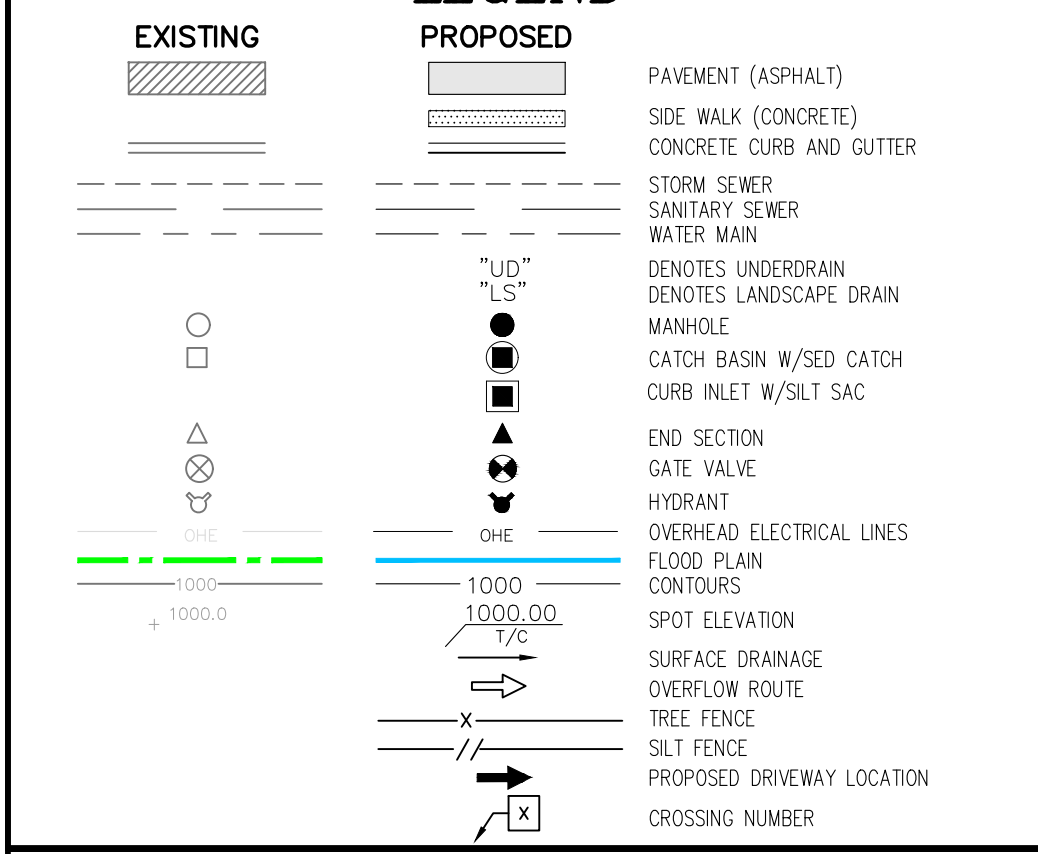 LEGEND
EXISTING PROPOSED
PAVEMENT (ASPHALT)
SIDE WALK (CONCRETE)
CONCRETE CURB AND GUTTER
STORM SEWER
SANITARY SEWER
WATER MAIN
"UD" DENOTES UNDERDRAIN
"LS" DENOTES LANDSCAPE DRAIN
MANHOLE
CATCH BASIN W/SED CATCH
CURB INLET W/SILT SAC
END SECTION
GATE VALVE
HYDRANT
OHE OHE OVERHEAD ELECTRICAL LINES
FLOOD PLAIN
1000 1000 CONTOURS
1000.0 1000.00 SPOT ELEVATION
T/C
SURFACE DRAINAGE
OVERFLOW ROUTE
X TREE FENCE
SILT FENCE
PROPOSED DRIVEWAY LOCATION
X CROSSING NUMBER